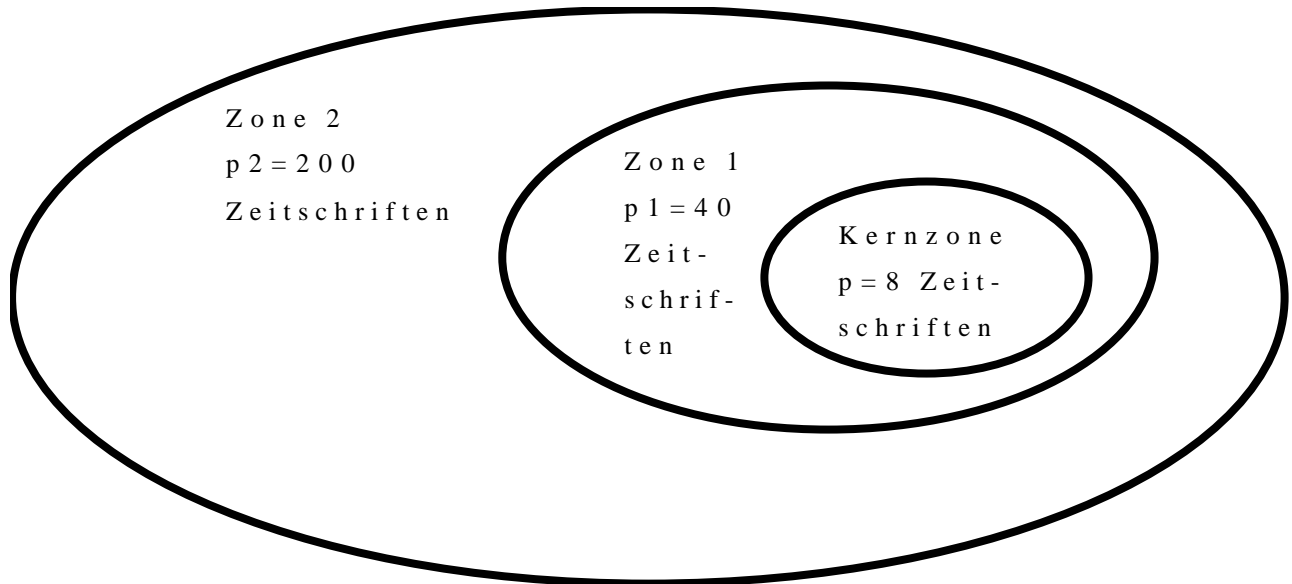 Zone 2
p2=200
Zeitschriften
Zone 1
p1=40
Zeit-
schrif-
ten
Kernzone
p=8 Zeit-
schriften